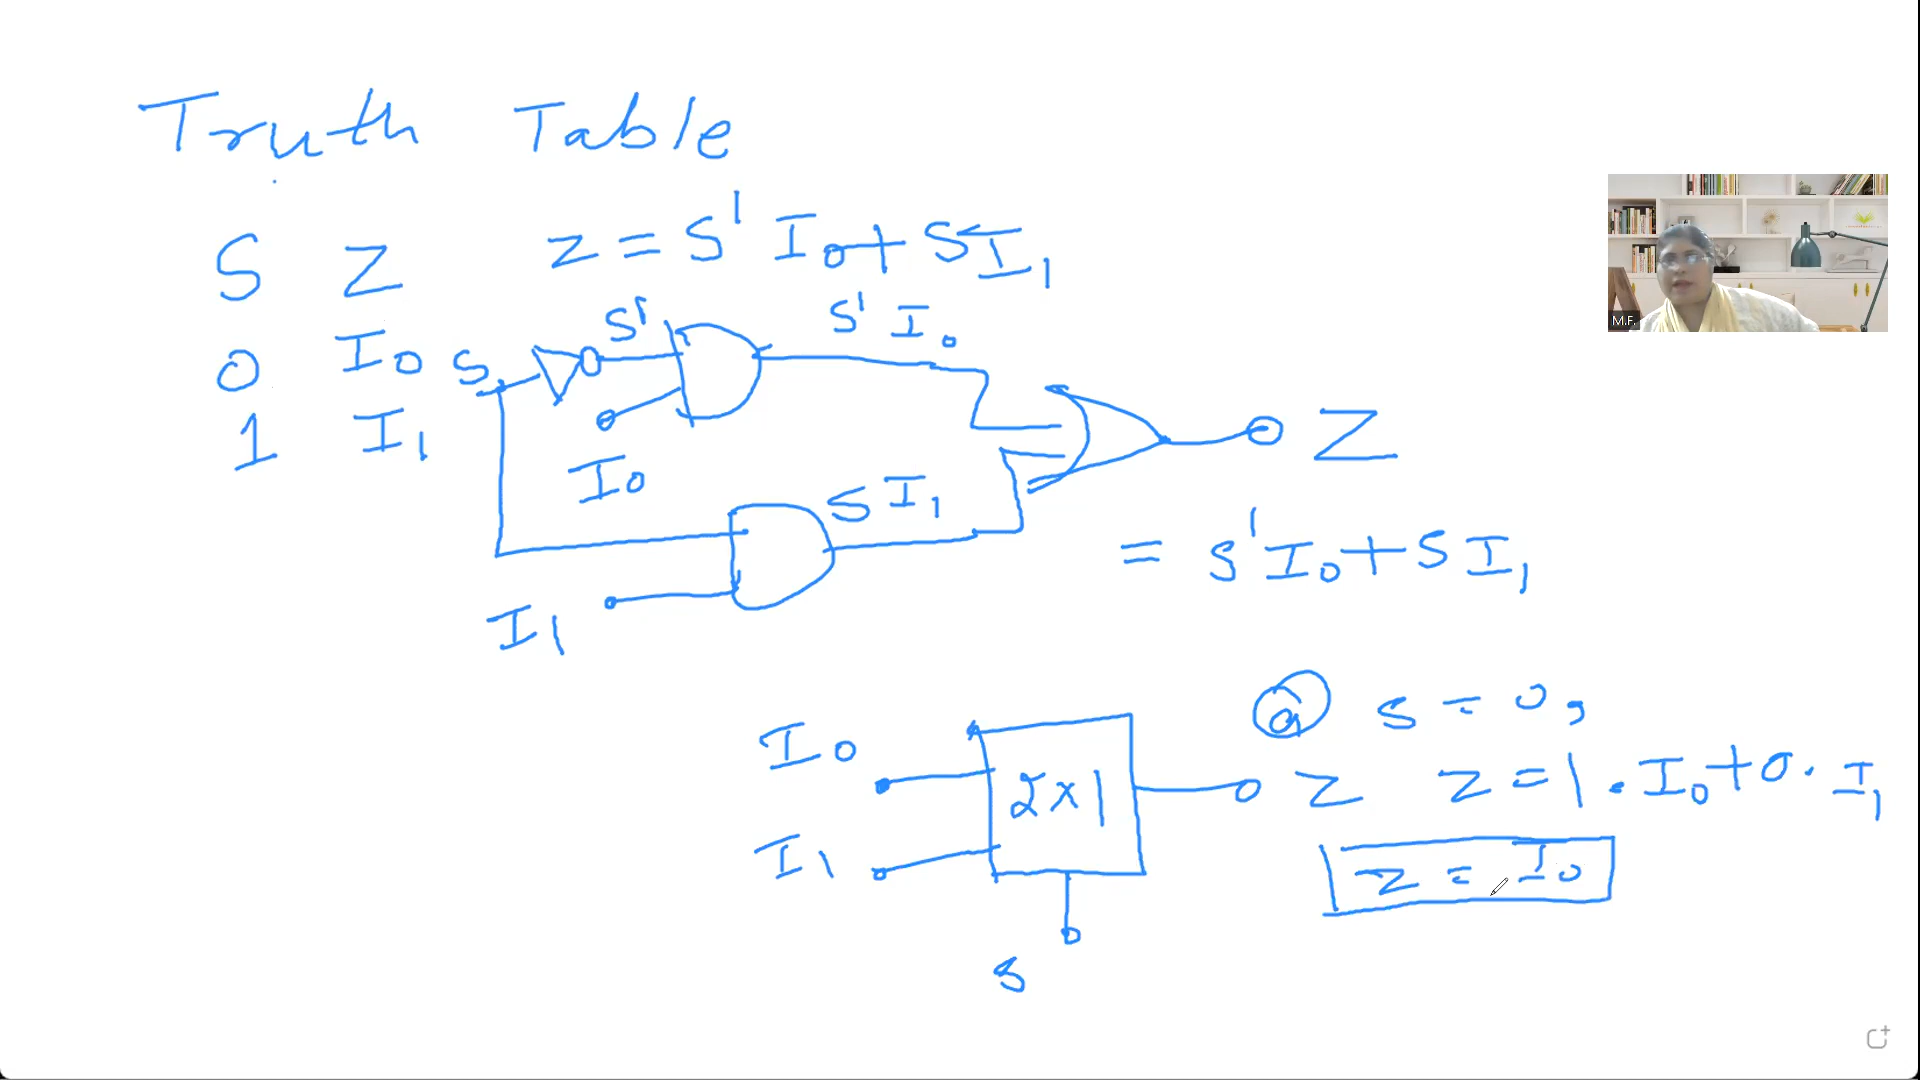 Truth Table
S Z z = S' I0 + S I1
0 I0
1 I1
S S' S' I0
I0
Z
S I1
= S' I0 + S I1
I1
@ S = 0,
I0
2x1 Z Z = 1 . I0 + 0 . I1
I1
Z = I0
S
M.F.